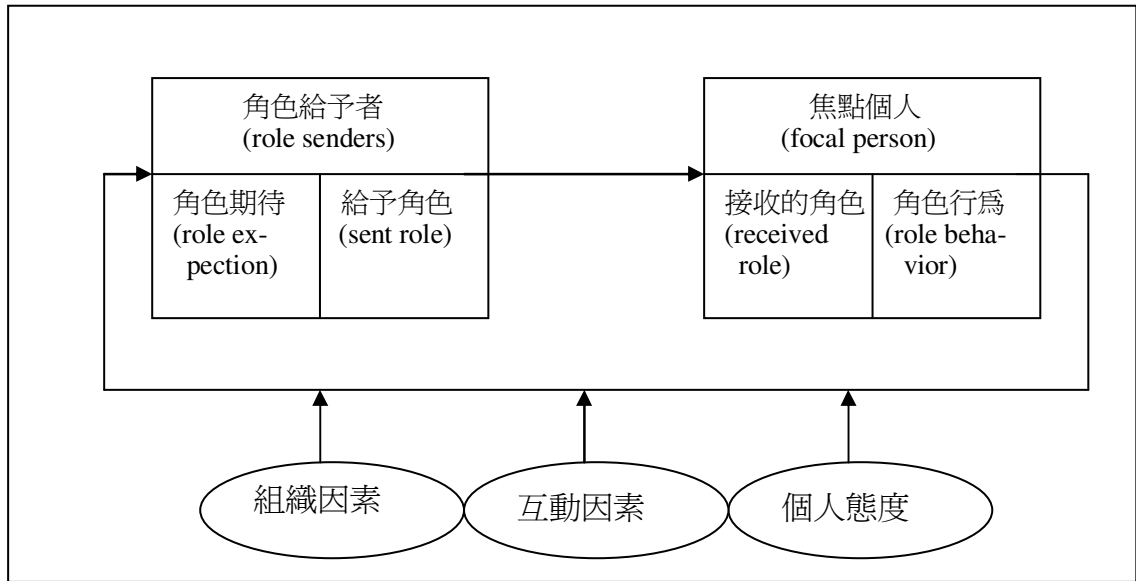 角色給予者
(role senders)
焦點個人
(focal person)
角色期待
(role ex-
pection)
給予角色
(sent role)
接收的角色
(received
role)
角色行爲
(role beha-
vior)
組織因素
互動因素
個人態度